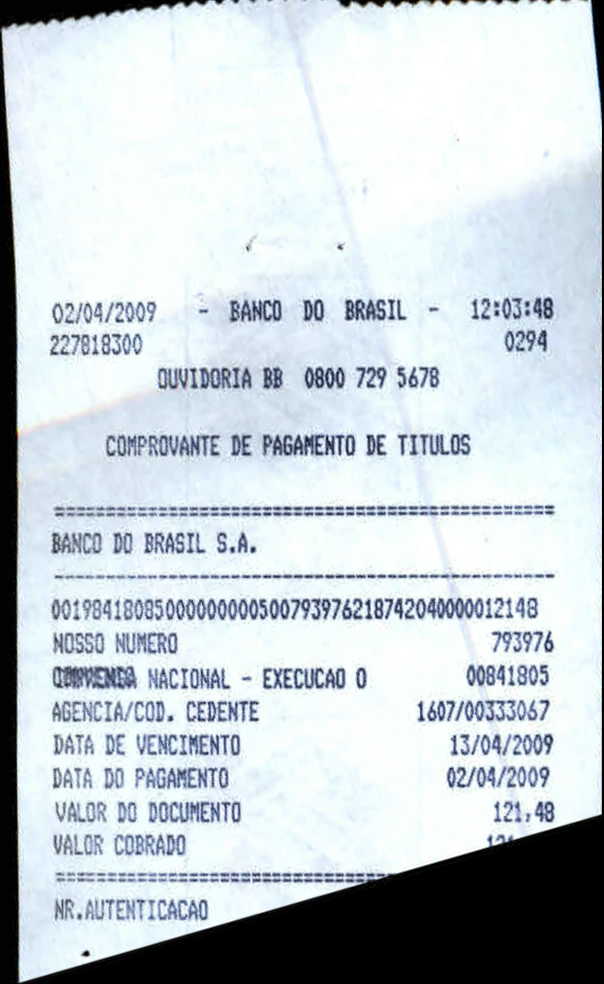 02/04/2009 - BANCO DO BRASIL - 12:03:48
227818300 0294
OUVIDORIA BB 0800 729 5678
COMPROVANTE DE PAGAMENTO DE TITULOS
================================================
BANCO DO BRASIL S.A.
------------------------------------------------
00198418085000000000500793976218742040000012148
NOSSO NUMERO 793976
NACIONAL - EXECUCAO O 00841805
AGENCIA/COD. CEDENTE 1607/00333067
DATA DE VENCIMENTO 13/04/2009
DATA DO PAGAMENTO 02/04/2009
VALOR DO DOCUMENTO 121,48
VALOR COBRADO
================================
NR.AUTENTICACAO